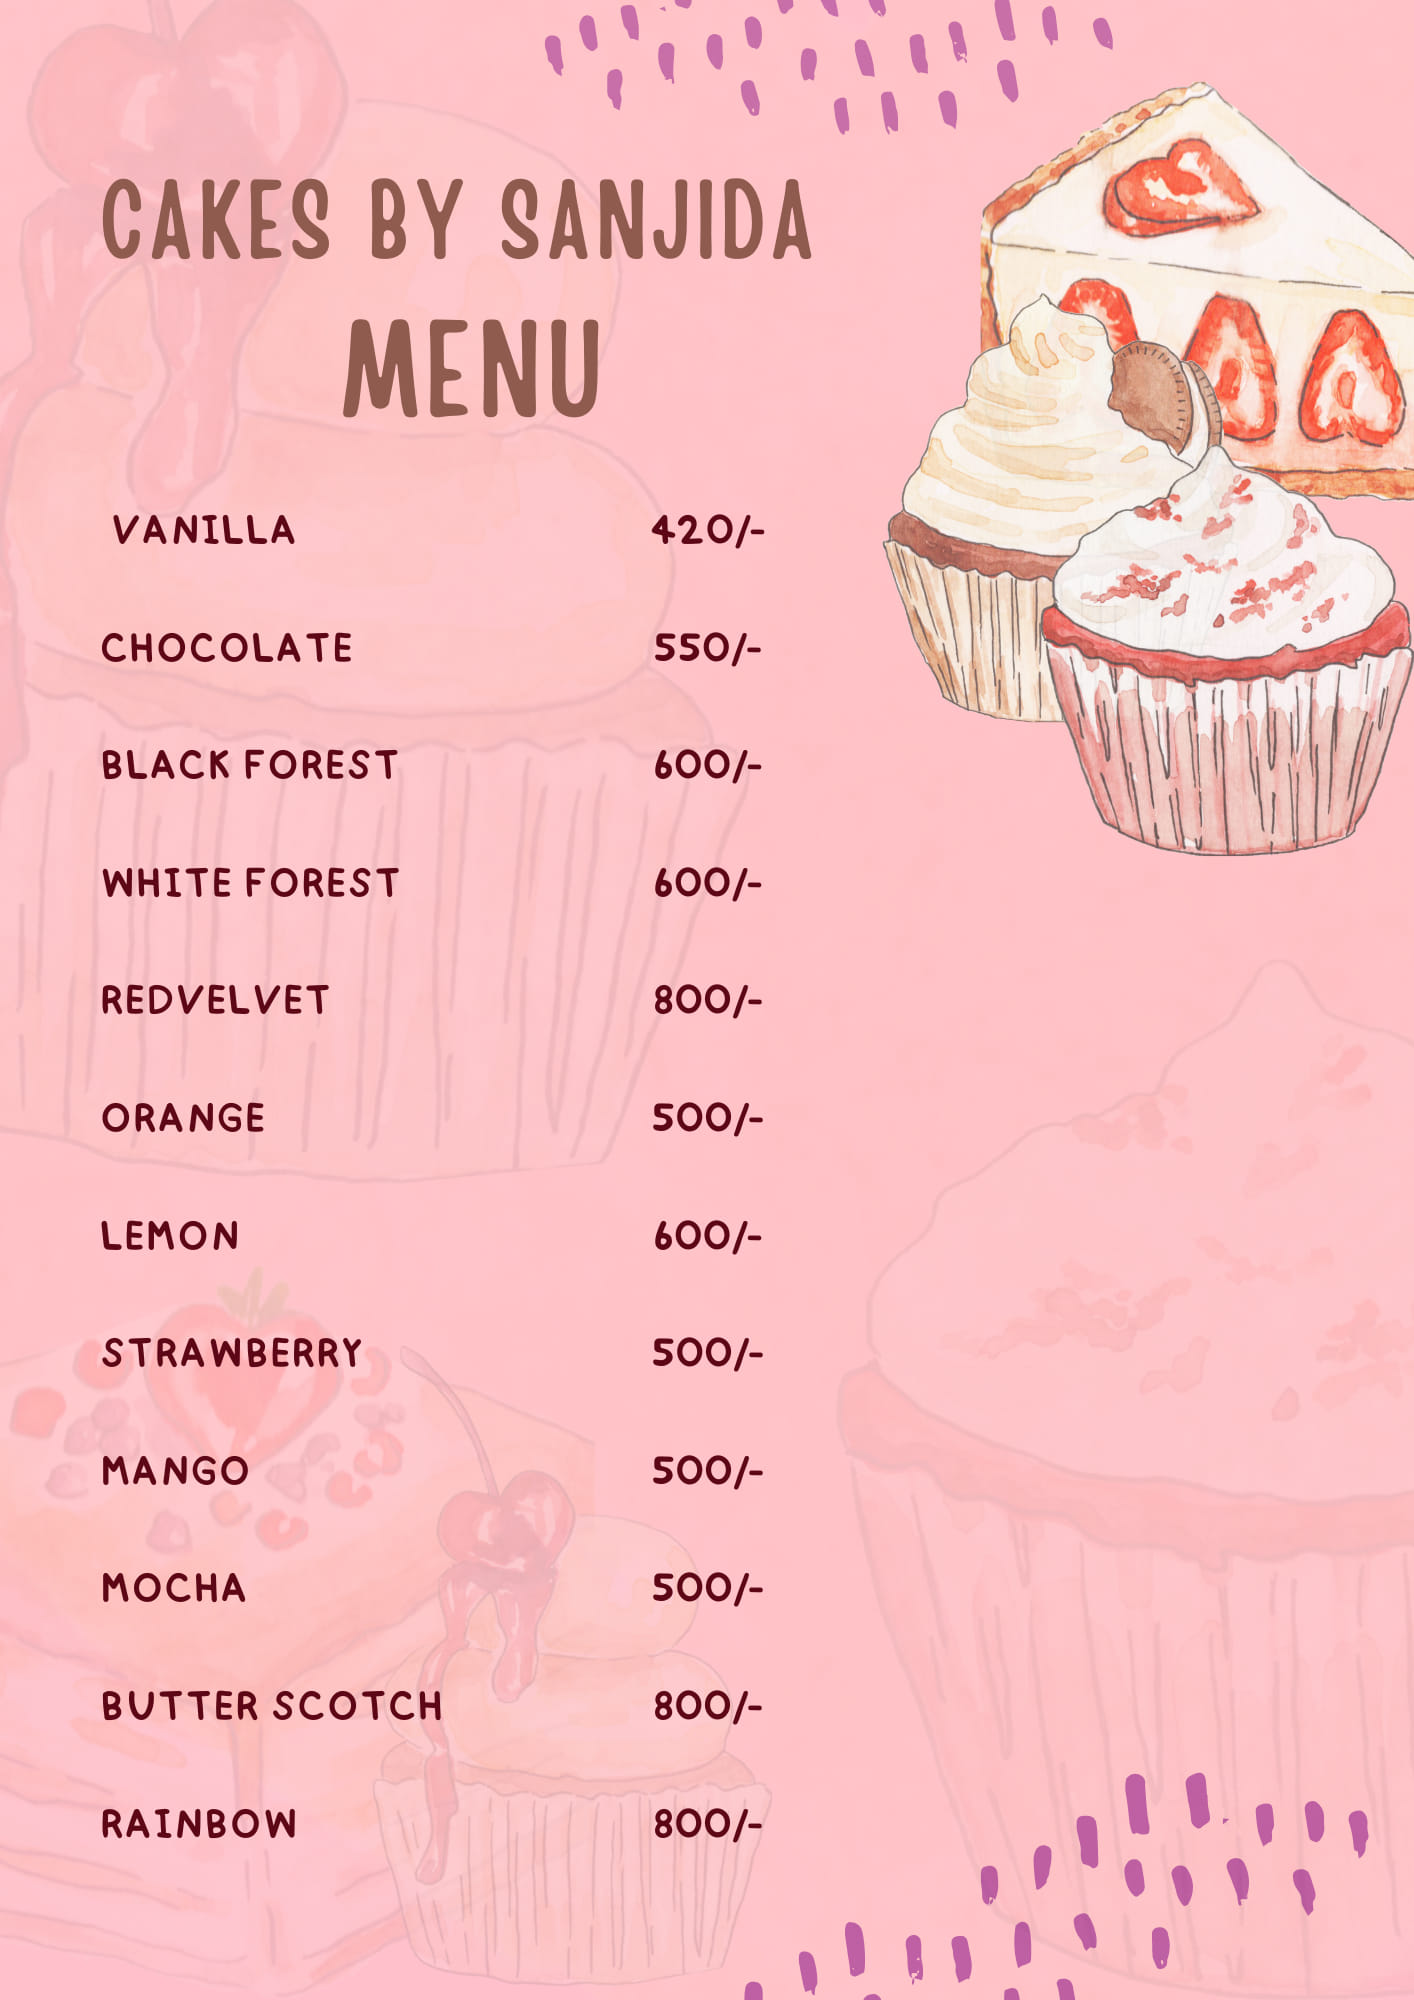 CAKES BY SANJIDA
MENU
VANILLA 420/-
CHOCOLATE 550/-
BLACK FOREST 600/-
WHITE FOREST 600/-
REDVELVET 800/-
ORANGE 500/-
LEMON 600/-
STRAWBERRY 500/-
MANGO 500/-
MOCHA 500/-
BUTTER SCOTCH 800/-
RAINBOW 800/-